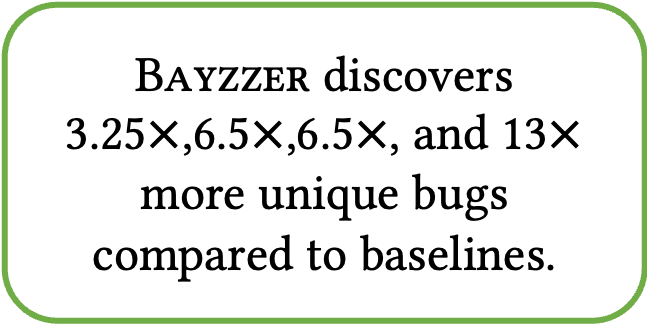 BAYZZER discovers
3.25×,6.5×,6.5×, and 13×
more unique bugs
compared to baselines.